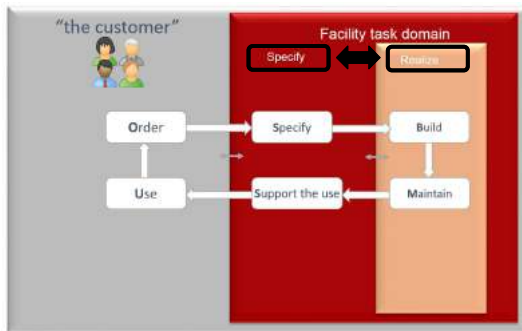 "the customer"
Facility task domain
Specify
Realize
Order
Specify
Build
Use
Support the use
Maintain